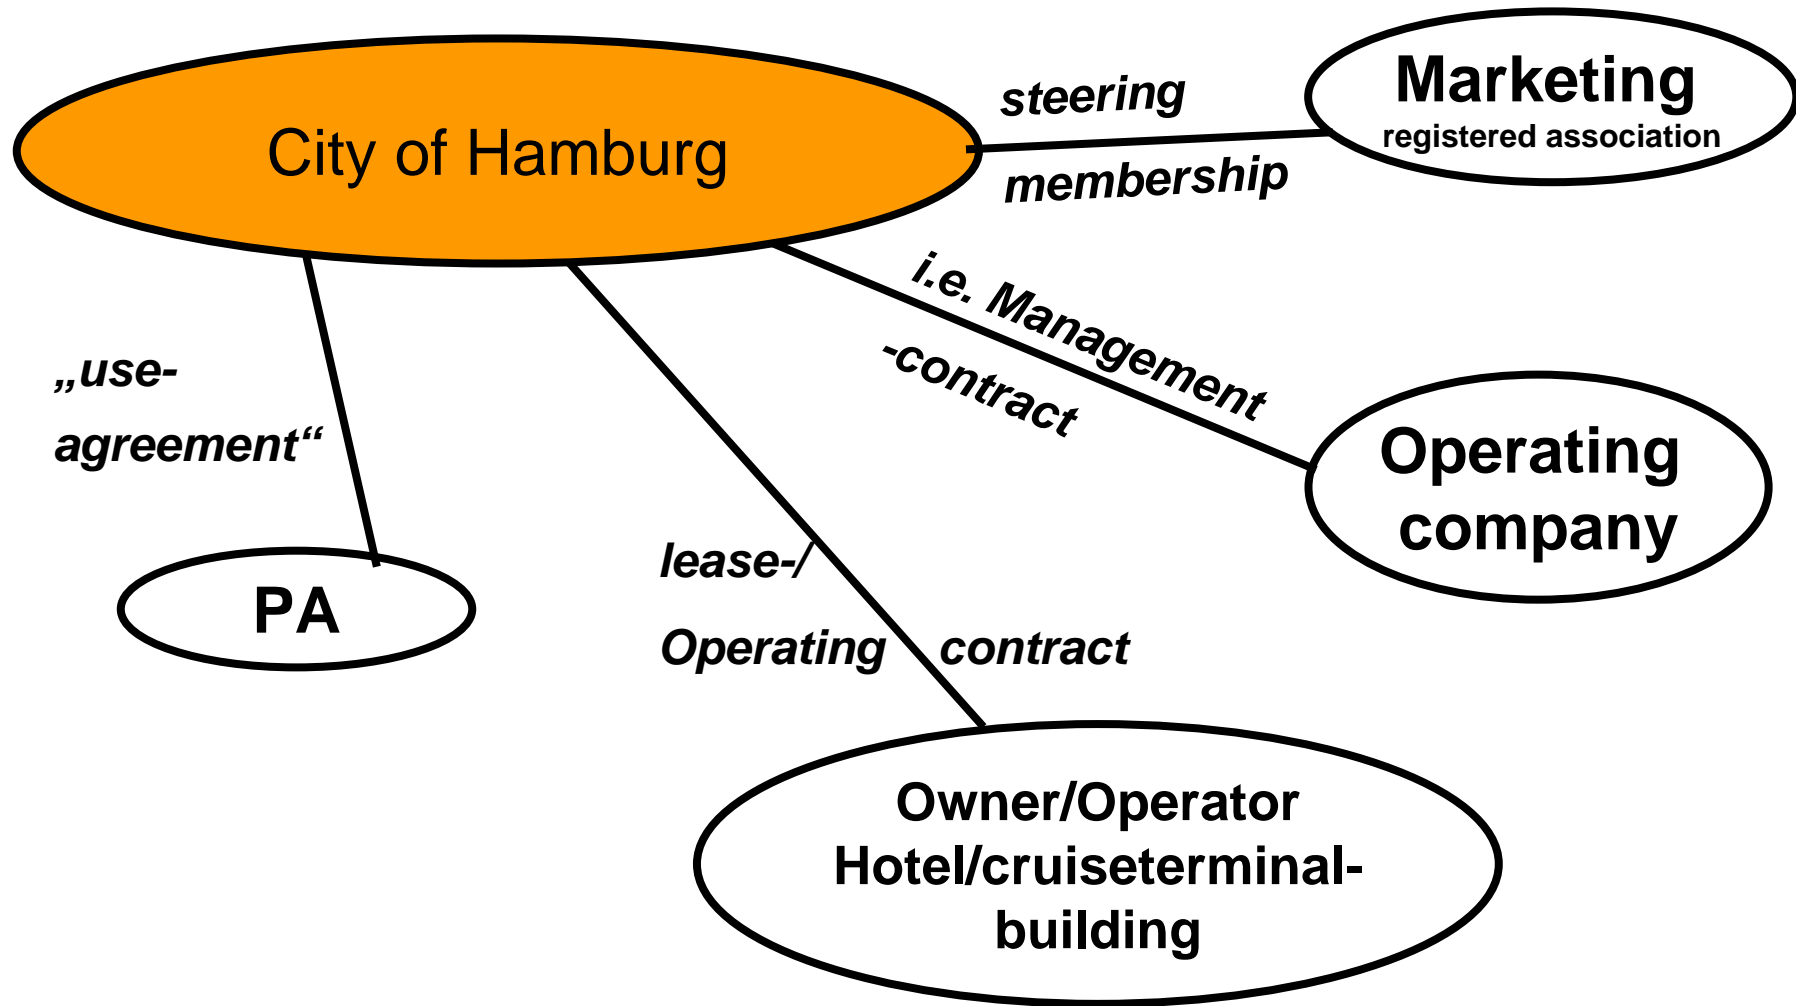 City of Hamburg
steering
membership
Marketing
registered association
i.e. Management
-contract
Operating
company
„use-
agreement“
PA
lease-/
Operating contract
Owner/Operator
Hotel/cruiseterminal-
building